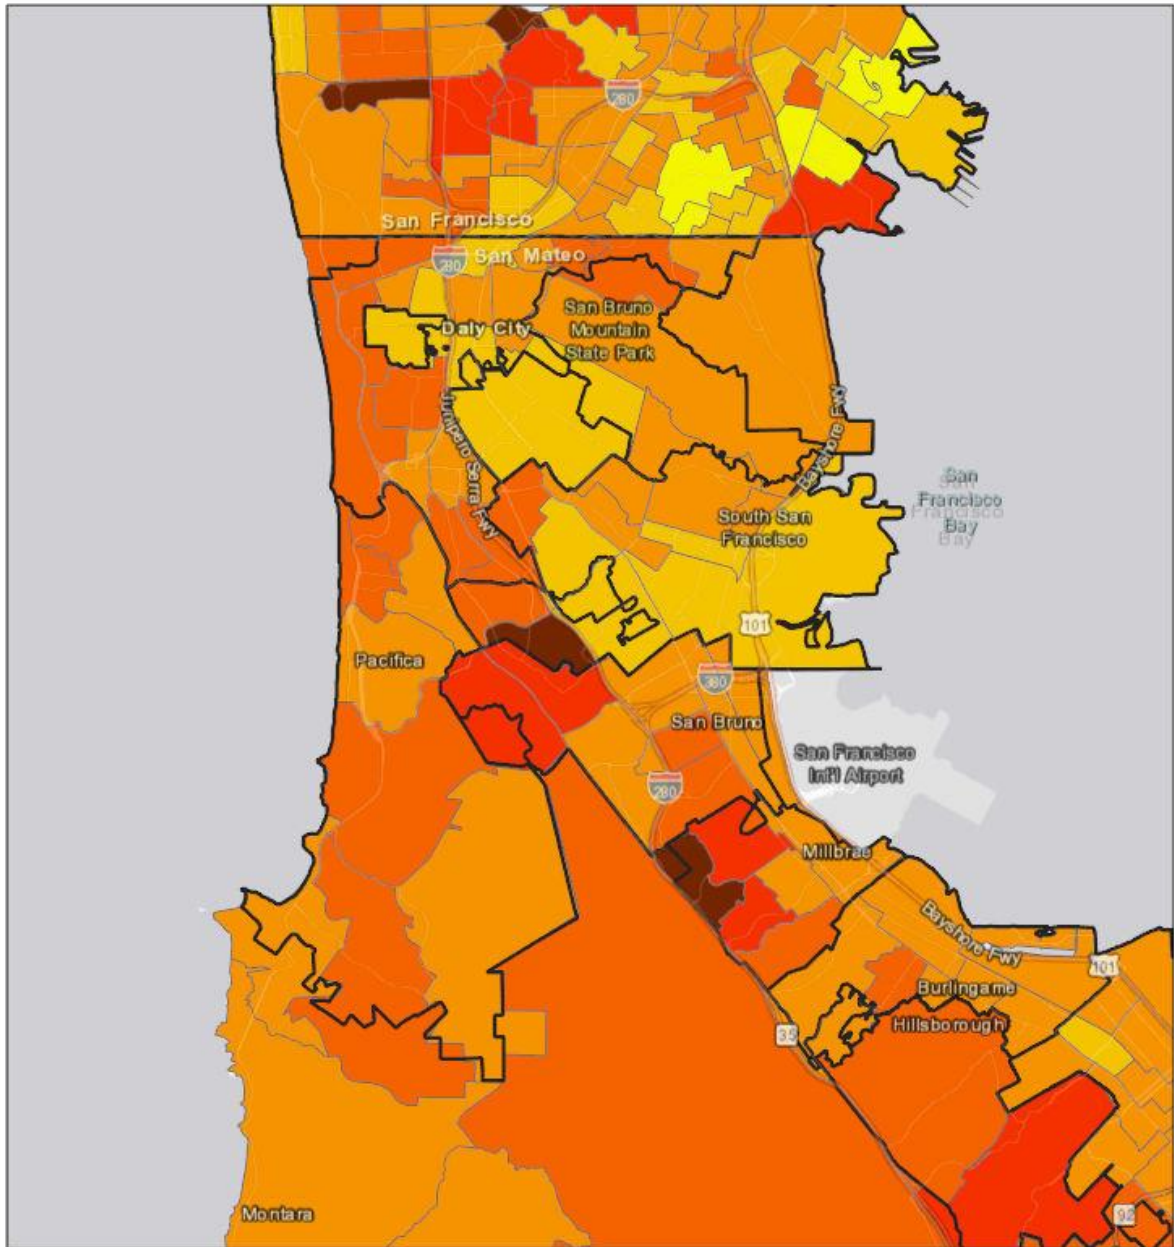 280
San Francisco
280
San Mateo
San Bruno
Mountain
State Park
Daly City
Junipero Serra Fwy
Bayshore Fwy
San
Francisco
Bay
South San
Francisco
101
Pacifica
380
San Bruno
San Francisco
Int'l Airport
280
Millbrae
Bayshore Fwy
101
Burlingame
Hillsborough
35
Montara
92